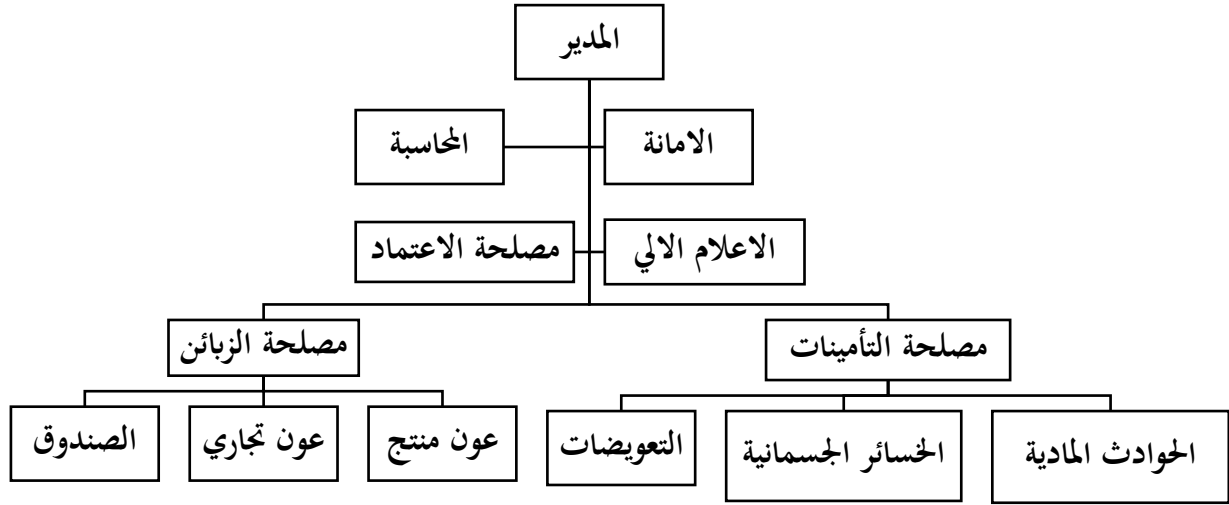 المدير
الامانة
المحاسبة
الاعلام الالي
مصلحة الاعتماد
مصلحة التأمينات
مصلحة الزبائن
الحوادث المادية
الخسائر الجسمانية
التعويضات
عون منتج
عون تجاري
الصندوق